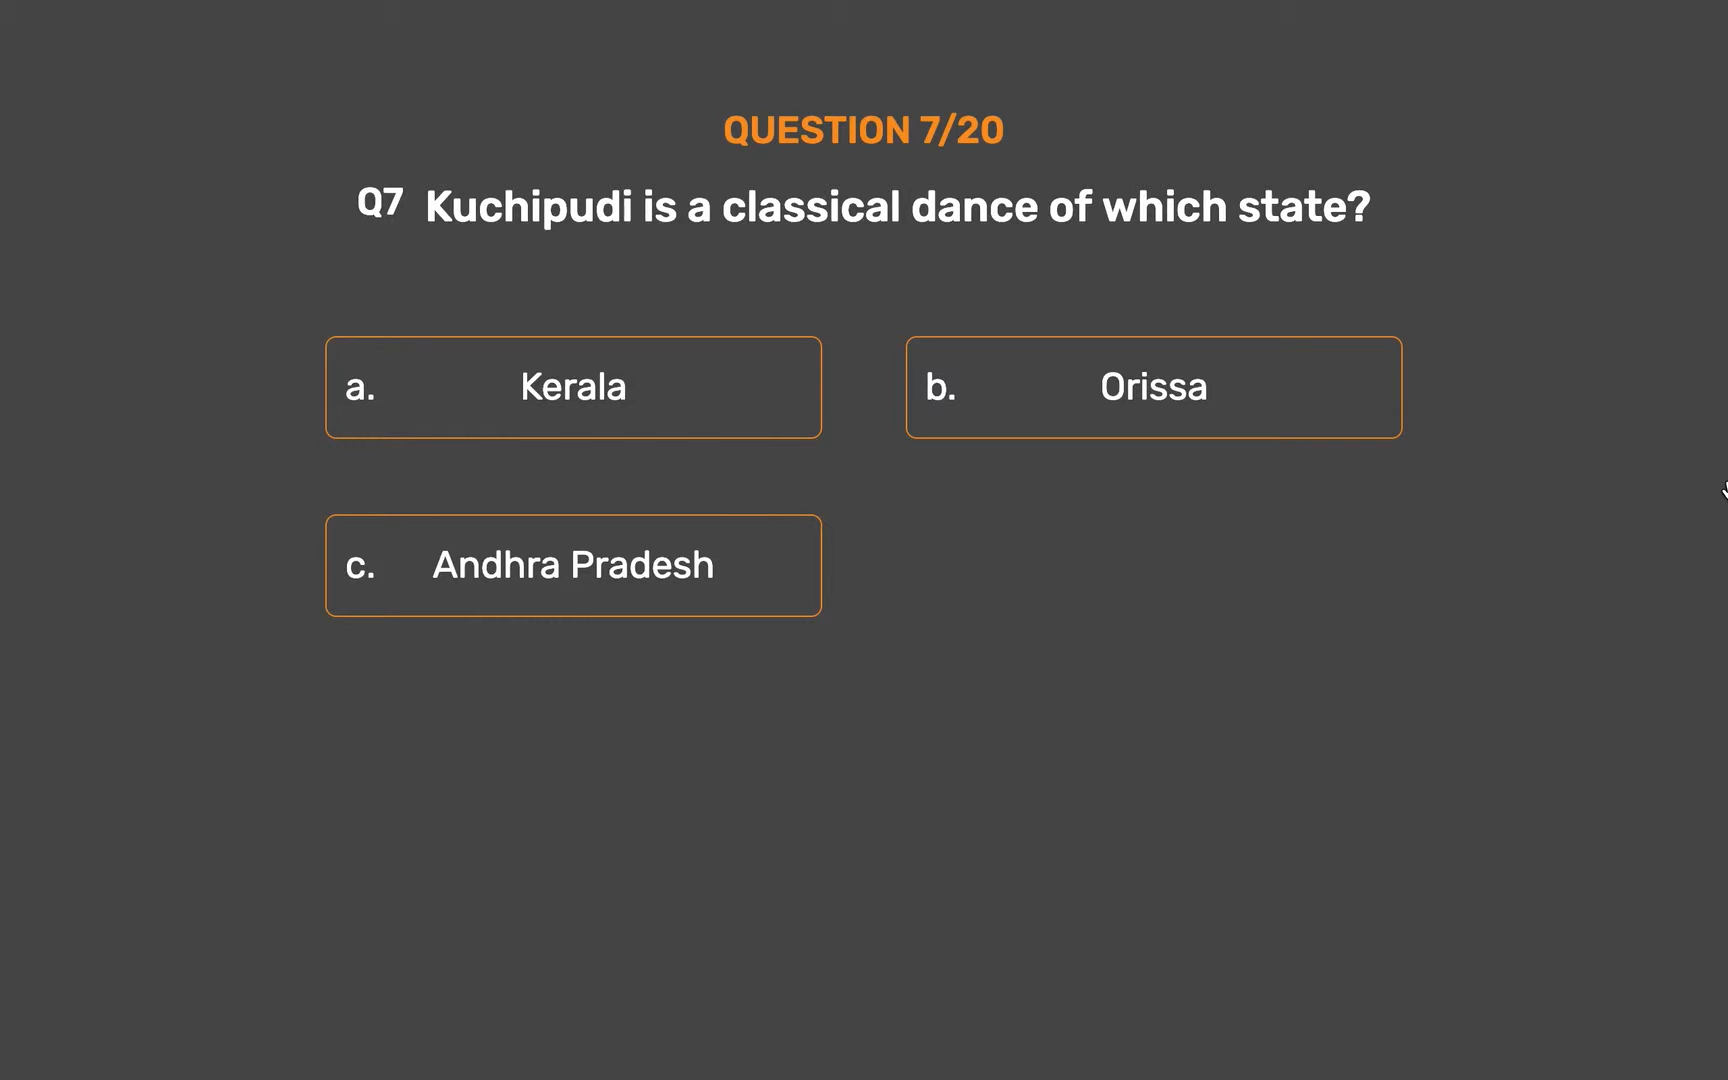 QUESTION 7/20
Q7 Kuchipudi is a classical dance of which state?
a. Kerala
b. Orissa
c. Andhra Pradesh